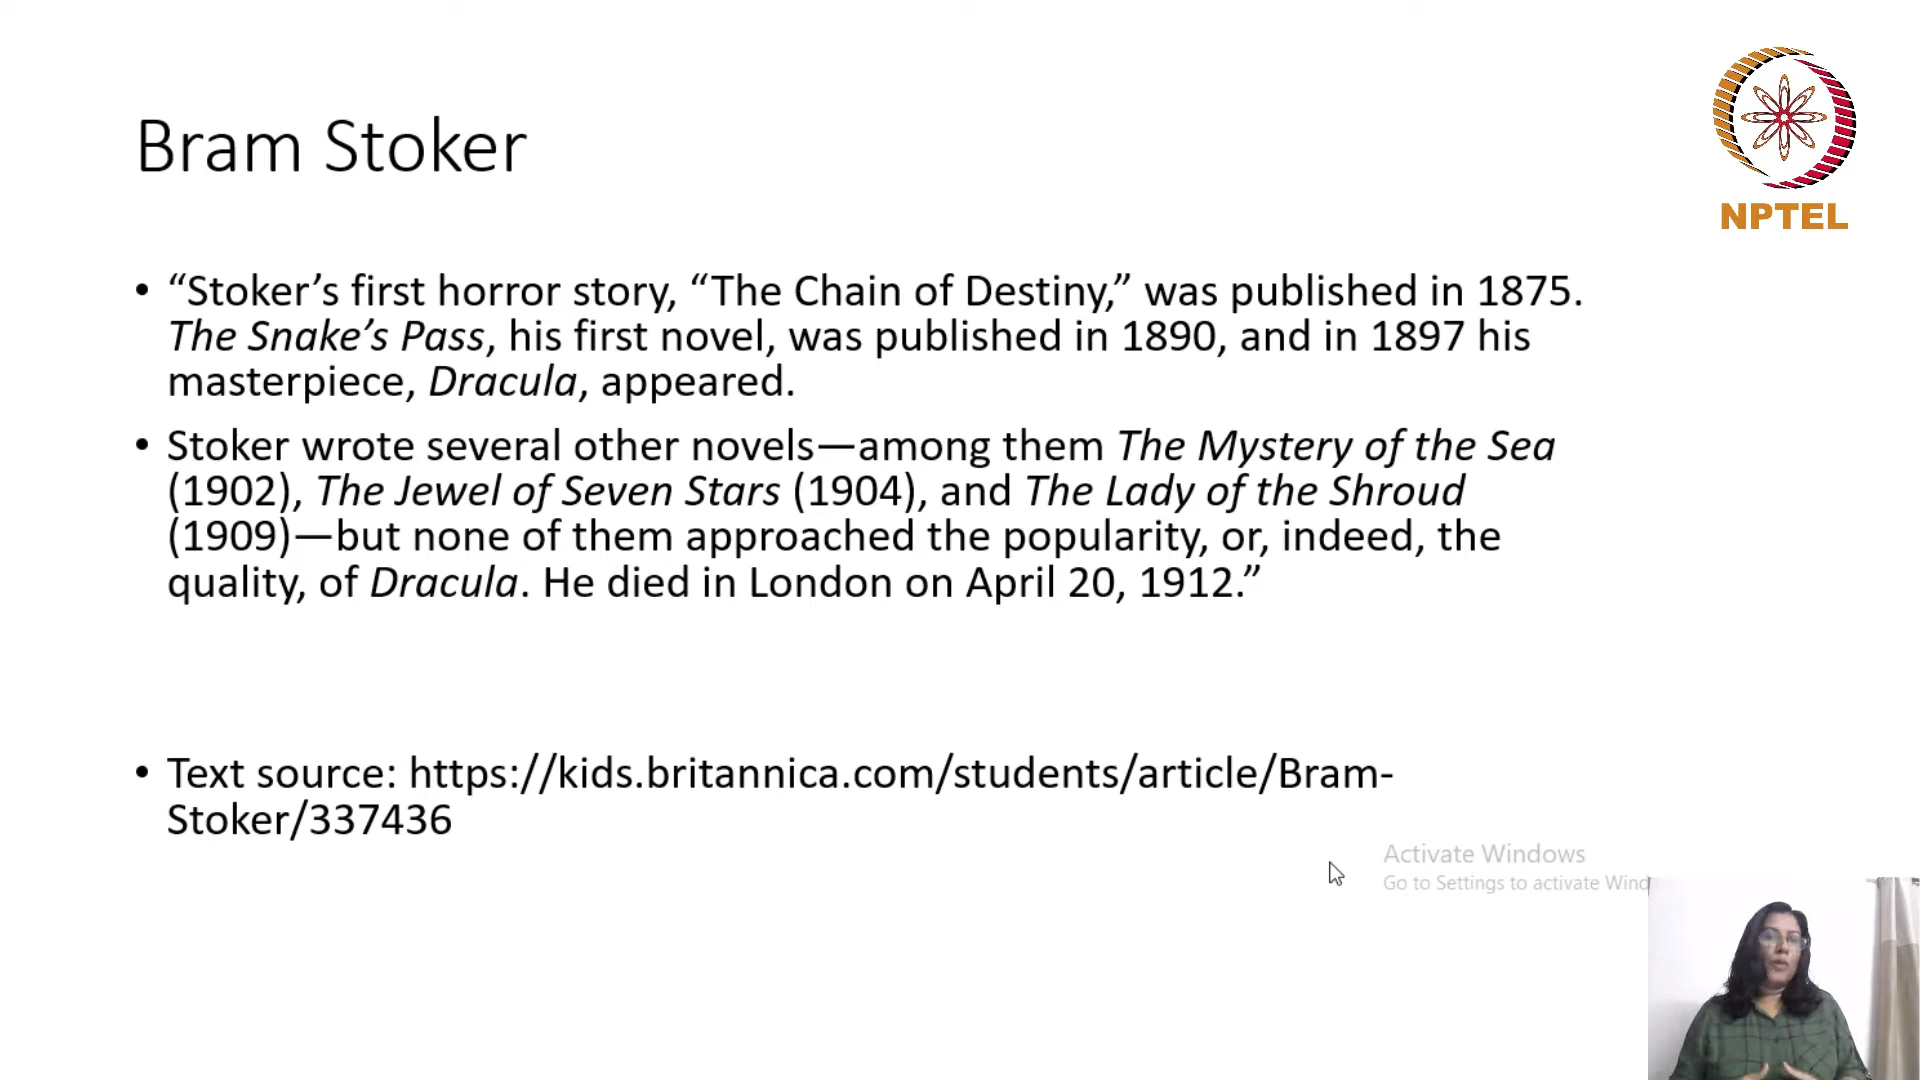 Bram Stoker
NPTEL
• “Stoker’s first horror story, “The Chain of Destiny,” was published in 1875.
The Snake’s Pass, his first novel, was published in 1890, and in 1897 his
masterpiece, Dracula, appeared.
• Stoker wrote several other novels—among them The Mystery of the Sea
(1902), The Jewel of Seven Stars (1904), and The Lady of the Shroud
(1909)—but none of them approached the popularity, or, indeed, the
quality, of Dracula. He died in London on April 20, 1912.”
• Text source: https://kids.britannica.com/students/article/Bram-
Stoker/337436
Activate Windows
Go to Settings to activate Wind